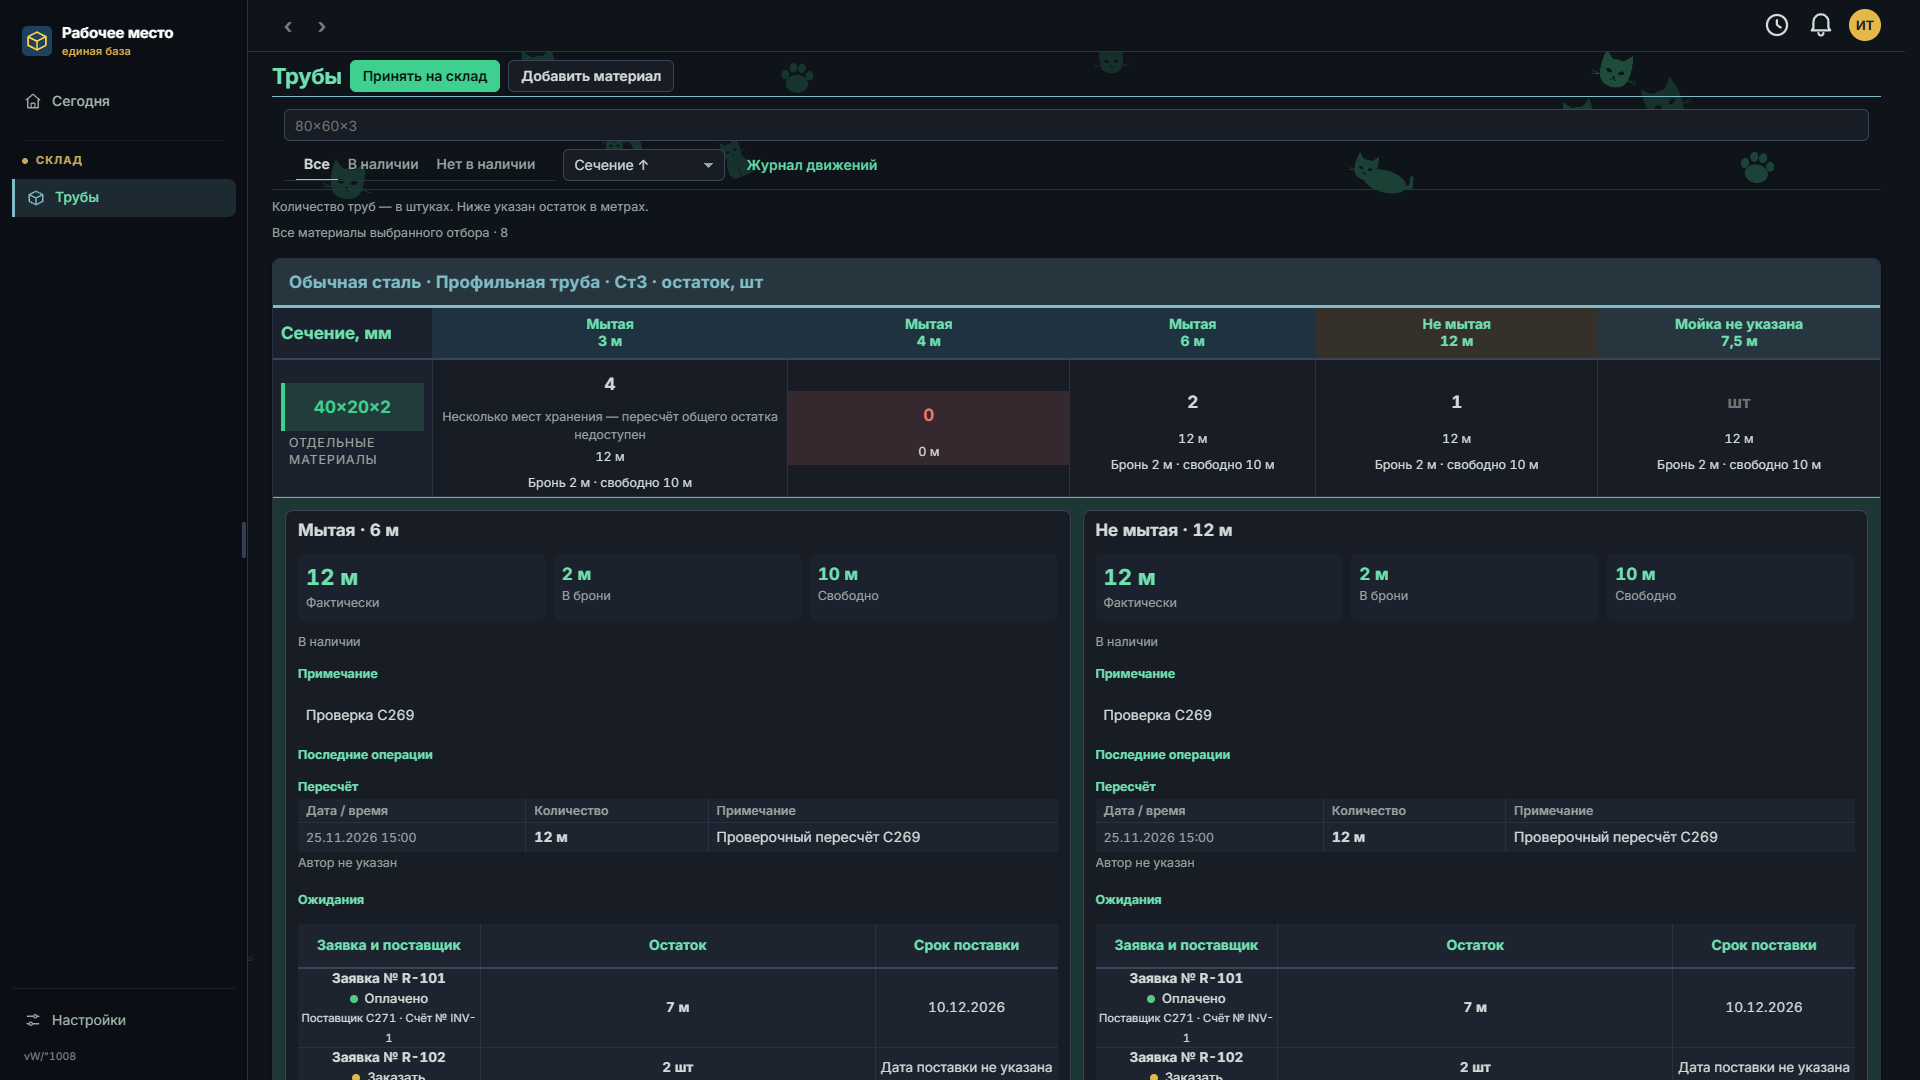 Рабочее место
единая база
Сегодня
СКЛАД
Трубы
Настройки
vW/"1008
ИТ
Трубы
Принять на склад
Добавить материал
80×60×3
Все
В наличии
Нет в наличии
Сечение ↑
Журнал движений
Количество труб — в штуках. Ниже указан остаток в метрах.
Все материалы выбранного отбора · 8
Обычная сталь · Профильная труба · Ст3 · остаток, шт
Сечение, мм
Мытая
3 м
Мытая
4 м
Мытая
6 м
Не мытая
12 м
Мойка не указана
7,5 м
40×20×2
ОТДЕЛЬНЫЕ
МАТЕРИАЛЫ
4
Несколько мест хранения — пересчёт общего остатка
недоступен
12 м
Бронь 2 м · свободно 10 м
0
0 м
2
12 м
Бронь 2 м · свободно 10 м
1
12 м
Бронь 2 м · свободно 10 м
шт
12 м
Бронь 2 м · свободно 10 м
Мытая · 6 м
12 м
Фактически
2 м
В брони
10 м
Свободно
В наличии
Примечание
Проверка C269
Последние операции
Пересчёт
Дата / время
Количество
Примечание
25.11.2026 15:00
12 м
Проверочный пересчёт C269
Автор не указан
Ожидания
Заявка и поставщик
Остаток
Срок поставки
Заявка № R-101
Оплачено
Поставщик C271 · Счёт № INV-
1
7 м
10.12.2026
Заявка № R-102
Заказать
2 шт
Дата поставки не указана
Не мытая · 12 м
12 м
Фактически
2 м
В брони
10 м
Свободно
В наличии
Примечание
Проверка C269
Последние операции
Пересчёт
Дата / время
Количество
Примечание
25.11.2026 15:00
12 м
Проверочный пересчёт C269
Автор не указан
Ожидания
Заявка и поставщик
Остаток
Срок поставки
Заявка № R-101
Оплачено
Поставщик C271 · Счёт № INV-
1
7 м
10.12.2026
Заявка № R-102
Заказать
2 шт
Дата поставки не указана